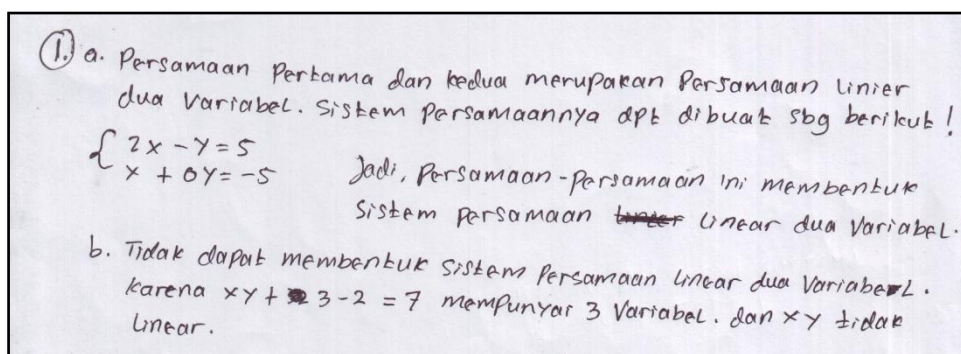 1. a. Persamaan Pertama dan kedua merupakan Persamaan Linier
dua Variabel. Sistem Persamaannya dpt dibuat sbg berikut !
{ 2x - y = 5
x + 0y = -5
Jadi, Persamaan-Persamaan ini membentuk
Sistem persamaan Linear dua Variabel.
b. Tidak dapat membentuk Sistem Persamaan Linear dua Variabel.
karena xy + 3 - 2 = 7 mempunyai 3 Variabel. dan xy tidak
Linear.